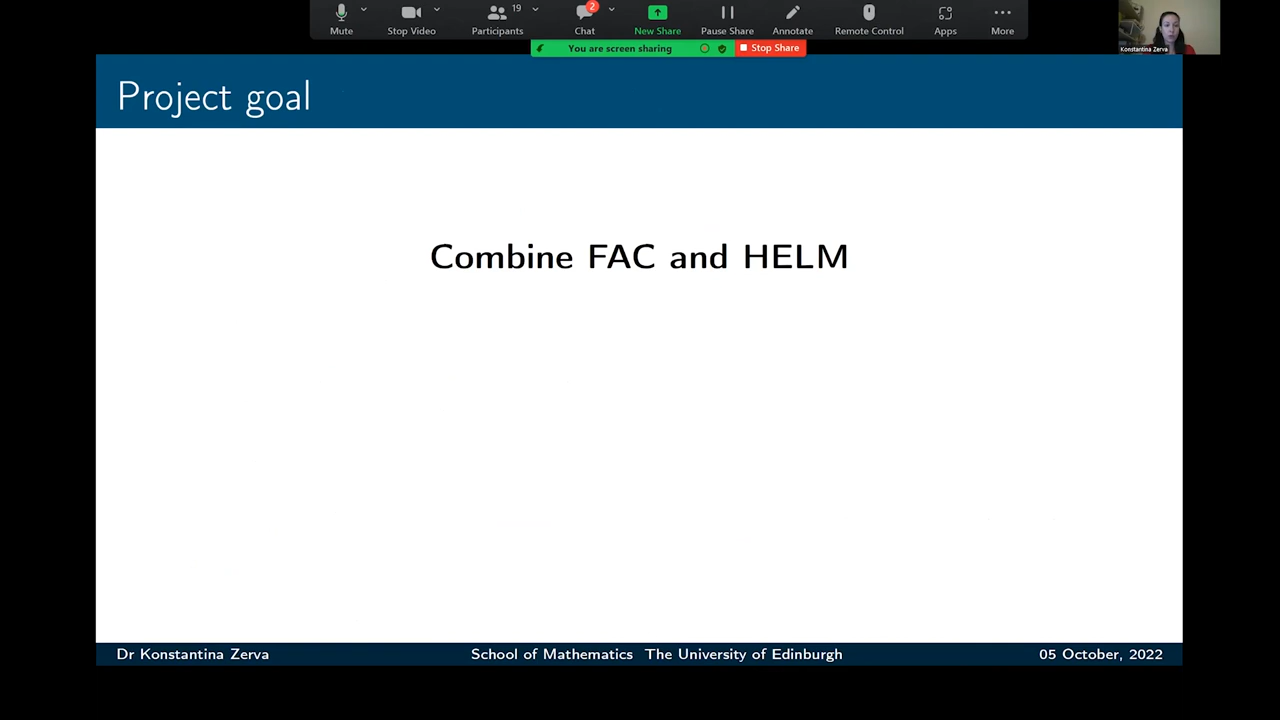 19
2
Mute
Stop Video
Participants
Chat
New Share
Pause Share
Annotate
Remote Control
Apps
More
You are screen sharing
Stop Share
Konstantina Zerva
Project goal
Combine FAC and HELM
Dr Konstantina Zerva
School of Mathematics The University of Edinburgh
05 October, 2022